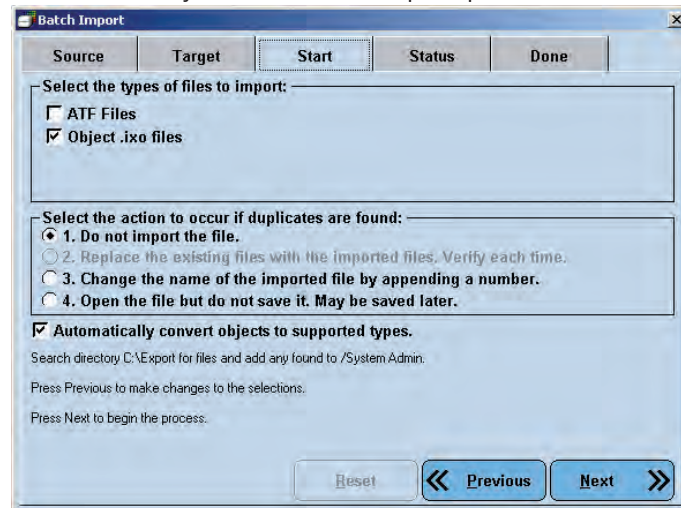 Batch Import
Source Target Start Status Done
Select the types of files to import:
ATF Files
Object .ixo files
Select the action to occur if duplicates are found:
1. Do not import the file.
2. Replace the existing files with the imported files. Verify each time.
3. Change the name of the imported file by appending a number.
4. Open the file but do not save it. May be saved later.
Automatically convert objects to supported types.
Search directory C:\Export for files and add any found to /System Admin.
Press Previous to make changes to the selections.
Press Next to begin the process.
Reset Previous Next